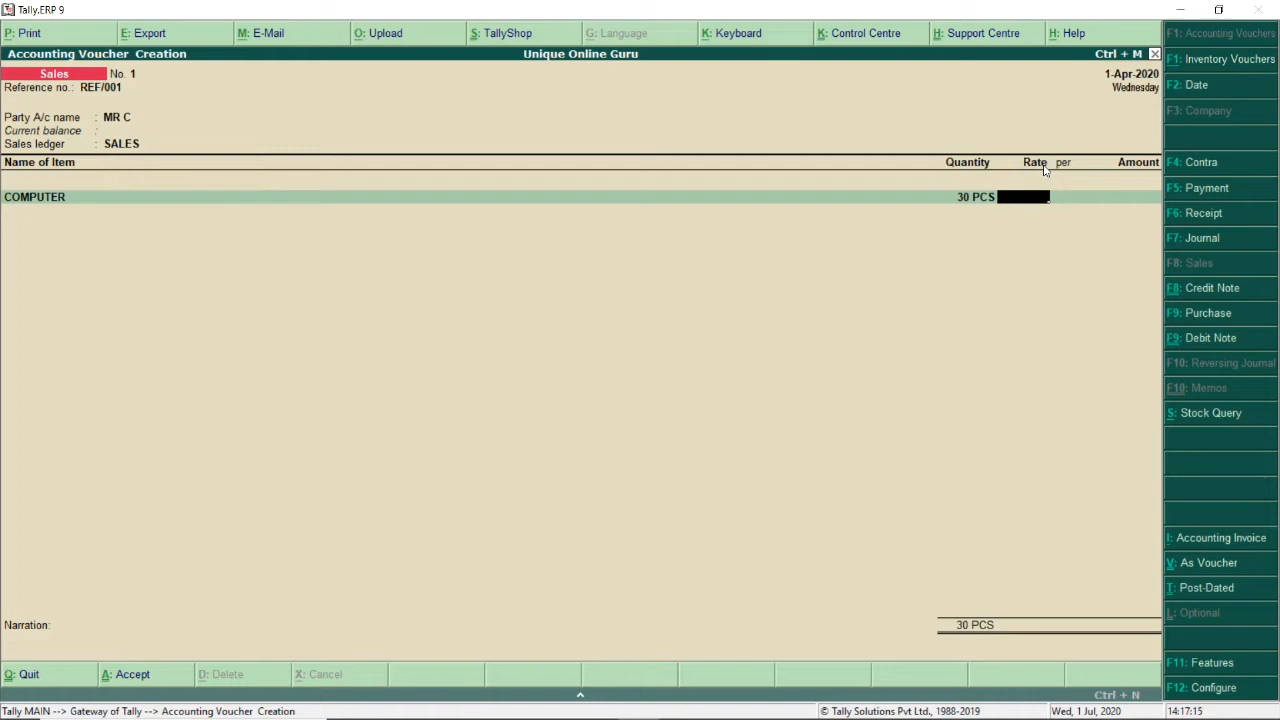 Tally.ERP 9
P: Print E: Export M: E-Mail O: Upload S: TallyShop G: Language K: Keyboard K: Control Centre H: Support Centre H: Help
Accounting Voucher Creation Unique Online Guru Ctrl + M
Sales No. 1 1-Apr-2020
Reference no.: REF/001 Wednesday
Party A/c name : MR C
Current balance :
Sales ledger : SALES
Name of Item Quantity Rate per Amount
COMPUTER 30 PCS
Narration: 30 PCS
F1: Accounting Vouchers
F1: Inventory Vouchers
F2: Date
F3: Company
F4: Contra
F5: Payment
F6: Receipt
F7: Journal
F8: Sales
F8: Credit Note
F9: Purchase
F9: Debit Note
F10: Reversing Journal
F10: Memos
S: Stock Query
I: Accounting Invoice
V: As Voucher
T: Post-Dated
L: Optional
F11: Features
F12: Configure
Q: Quit A: Accept D: Delete X: Cancel
Ctrl + N
Tally MAIN --> Gateway of Tally --> Accounting Voucher Creation © Tally Solutions Pvt Ltd., 1988-2019 Wed, 1 Jul, 2020 14:17:15